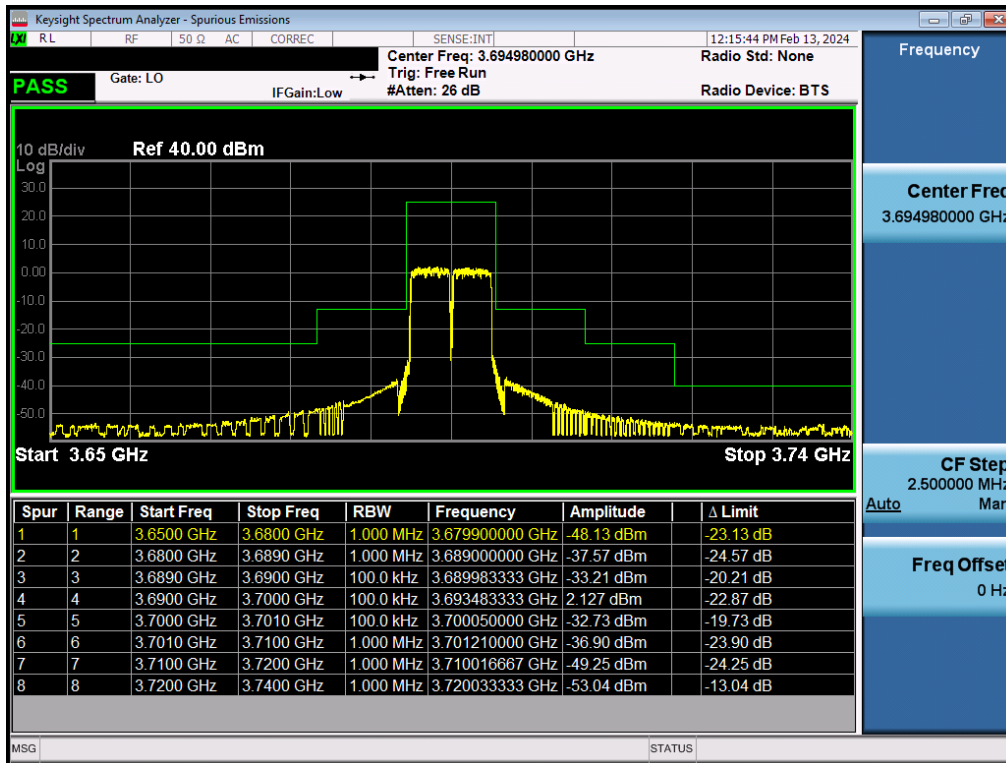 Keysight Spectrum Analyzer - Spurious Emissions
LXI RL RF 50 Ω AC CORREC SENSE:INT 12:15:44 PM Feb 13, 2024
Center Freq: 3.694980000 GHz Radio Std: None
PASS Gate: LO Trig: Free Run
IFGain:Low #Atten: 26 dB Radio Device: BTS
10 dB/div Ref 40.00 dBm
Log
30.0
20.0
10.0
0.00
-10.0
-20.0
-30.0
-40.0
-50.0
Start 3.65 GHz Stop 3.74 GHz
Spur Range Start Freq Stop Freq RBW Frequency Amplitude Δ Limit
1 1 3.6500 GHz 3.6800 GHz 1.000 MHz 3.679900000 GHz -48.13 dBm -23.13 dB
2 2 3.6800 GHz 3.6890 GHz 1.000 MHz 3.689000000 GHz -37.57 dBm -24.57 dB
3 3 3.6890 GHz 3.6900 GHz 100.0 kHz 3.689983333 GHz -33.21 dBm -20.21 dB
4 4 3.6900 GHz 3.7000 GHz 100.0 kHz 3.693483333 GHz 2.127 dBm -22.87 dB
5 5 3.7000 GHz 3.7010 GHz 100.0 kHz 3.700050000 GHz -32.73 dBm -19.73 dB
6 6 3.7010 GHz 3.7100 GHz 1.000 MHz 3.701210000 GHz -36.90 dBm -23.90 dB
7 7 3.7100 GHz 3.7200 GHz 1.000 MHz 3.710016667 GHz -49.25 dBm -24.25 dB
8 8 3.7200 GHz 3.7400 GHz 1.000 MHz 3.720033333 GHz -53.04 dBm -13.04 dB
MSG STATUS
Frequency
Center Freq
3.694980000 GHz
CF Step
2.500000 MHz
Auto Man
Freq Offset
0 Hz